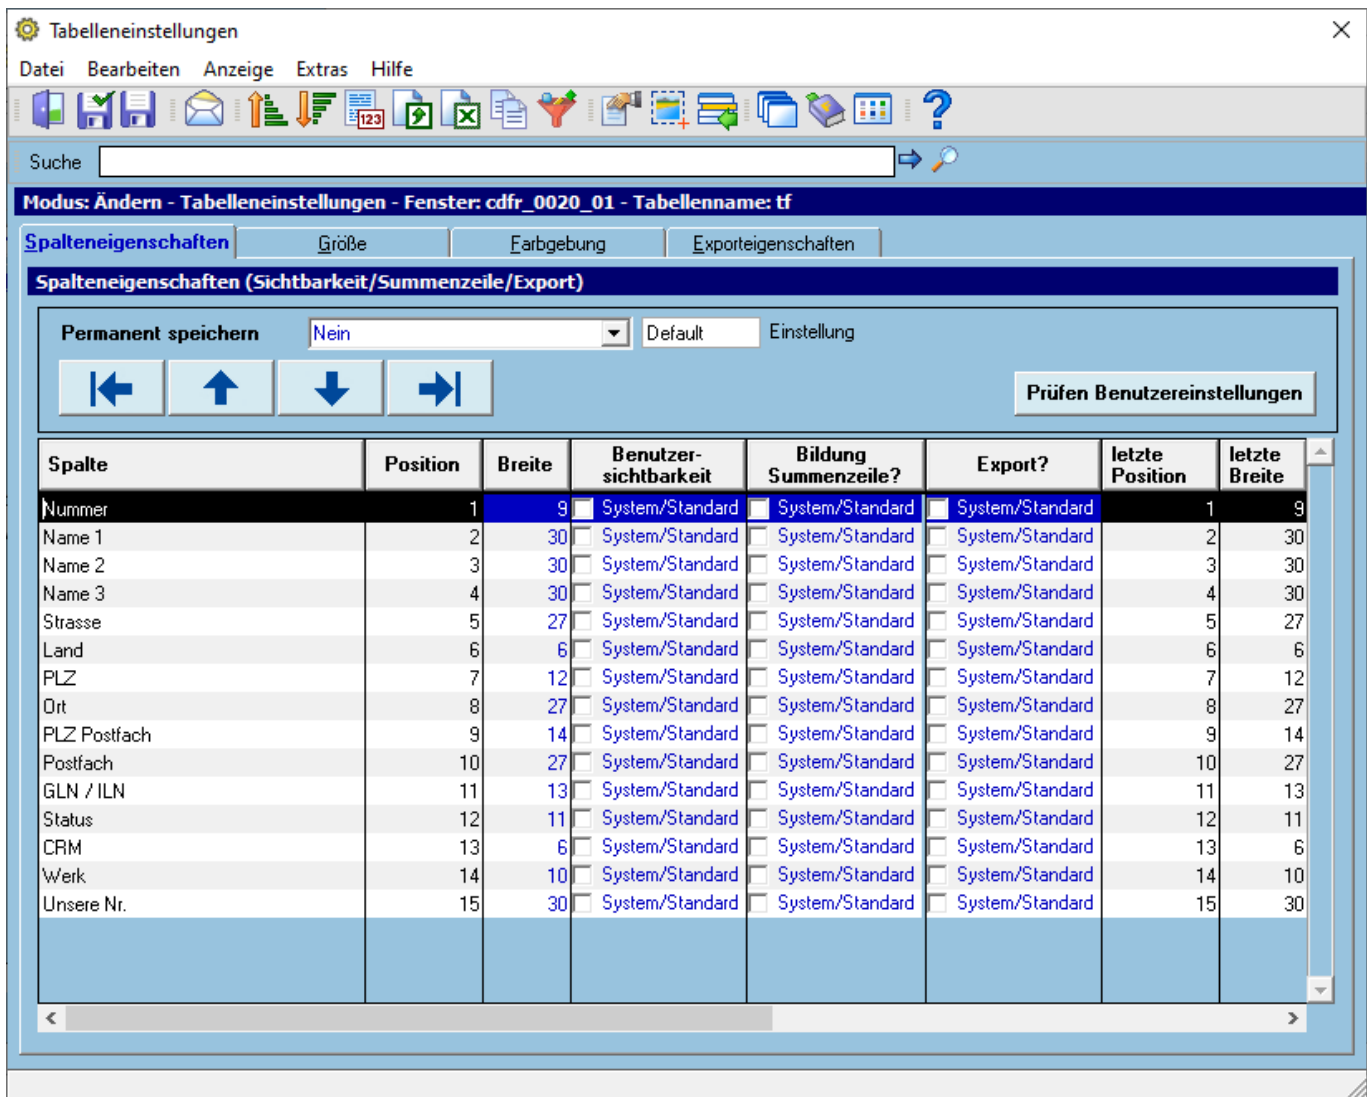 Tabelleneinstellungen
Datei Bearbeiten Anzeige Extras Hilfe
123
Suche
Modus: Ändern - Tabelleneinstellungen - Fenster: cdfr_0020_01 - Tabellenname: tf
Spalteneigenschaften Größe Farbgebung Exporteigenschaften
Spalteneigenschaften (Sichtbarkeit/Summenzeile/Export)
Permanent speichern Nein Default Einstellung
Prüfen Benutzereinstellungen
Spalte Position Breite Benutzer- Bildung Export? letzte letzte
sichtbarkeit Summenzeile? Position Breite
Nummer 1 9 System/Standard System/Standard System/Standard 1 9
Name 1 2 30 System/Standard System/Standard System/Standard 2 30
Name 2 3 30 System/Standard System/Standard System/Standard 3 30
Name 3 4 30 System/Standard System/Standard System/Standard 4 30
Strasse 5 27 System/Standard System/Standard System/Standard 5 27
Land 6 6 System/Standard System/Standard System/Standard 6 6
PLZ 7 12 System/Standard System/Standard System/Standard 7 12
Ort 8 27 System/Standard System/Standard System/Standard 8 27
PLZ Postfach 9 14 System/Standard System/Standard System/Standard 9 14
Postfach 10 27 System/Standard System/Standard System/Standard 10 27
GLN / ILN 11 13 System/Standard System/Standard System/Standard 11 13
Status 12 11 System/Standard System/Standard System/Standard 12 11
CRM 13 6 System/Standard System/Standard System/Standard 13 6
Werk 14 10 System/Standard System/Standard System/Standard 14 10
Unsere Nr. 15 30 System/Standard System/Standard System/Standard 15 30